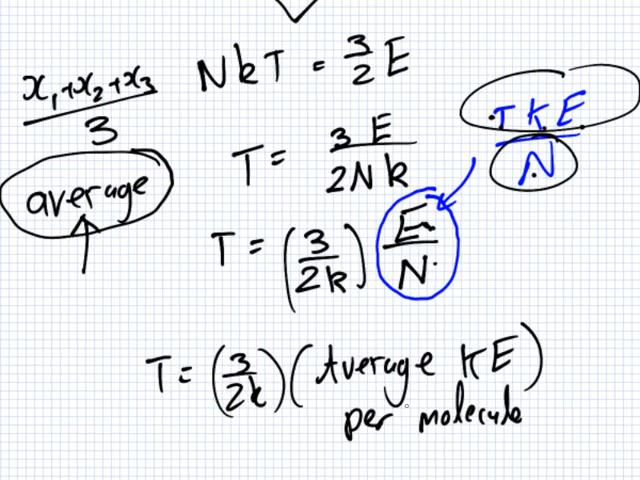 x₁+x₂+x₃
3
average
NkT = 3/2 E
T = 3E / 2Nk
TKE
N
T = (3/2k) E/N
T = (3/2k) (Average KE)
per molecule